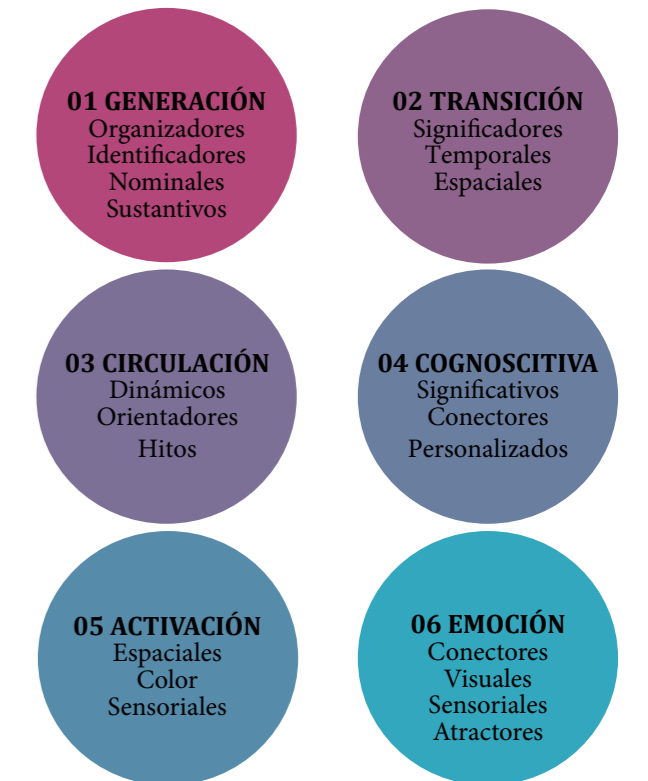 01 GENERACIÓN
Organizadores
Identificadores
Nominales
Sustantivos
02 TRANSICIÓN
Significadores
Temporales
Espaciales
03 CIRCULACIÓN
Dinámicos
Orientadores
Hitos
04 COGNOSCITIVA
Significativos
Conectores
Personalizados
05 ACTIVACIÓN
Espaciales
Color
Sensoriales
06 EMOCIÓN
Conectores
Visuales
Sensoriales
Atractores